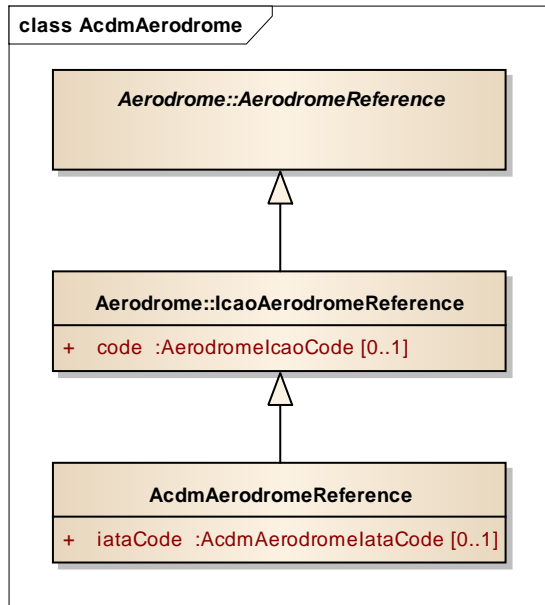 class AcdmAerodrome
Aerodrome::AerodromeReference
Aerodrome::IcaoAerodromeReference
+ code :AerodromeIcaoCode [0..1]
AcdmAerodromeReference
+ iataCode :AcdmAerodromeIataCode [0..1]